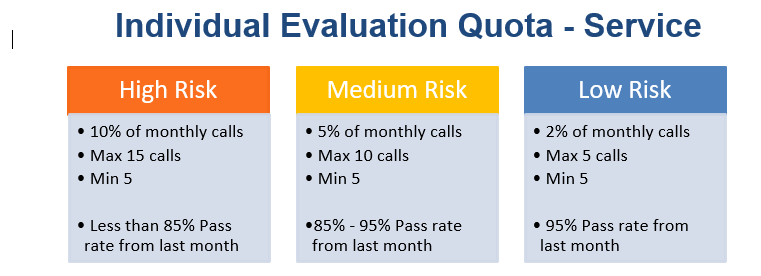 Individual Evaluation Quota - Service
High Risk
• 10% of monthly calls
• Max 15 calls
• Min 5
• Less than 85% Pass
rate from last month
Medium Risk
• 5% of monthly calls
• Max 10 calls
• Min 5
•85% - 95% Pass rate
from last month
Low Risk
• 2% of monthly calls
• Max 5 calls
• Min 5
• 95% Pass rate from
last month